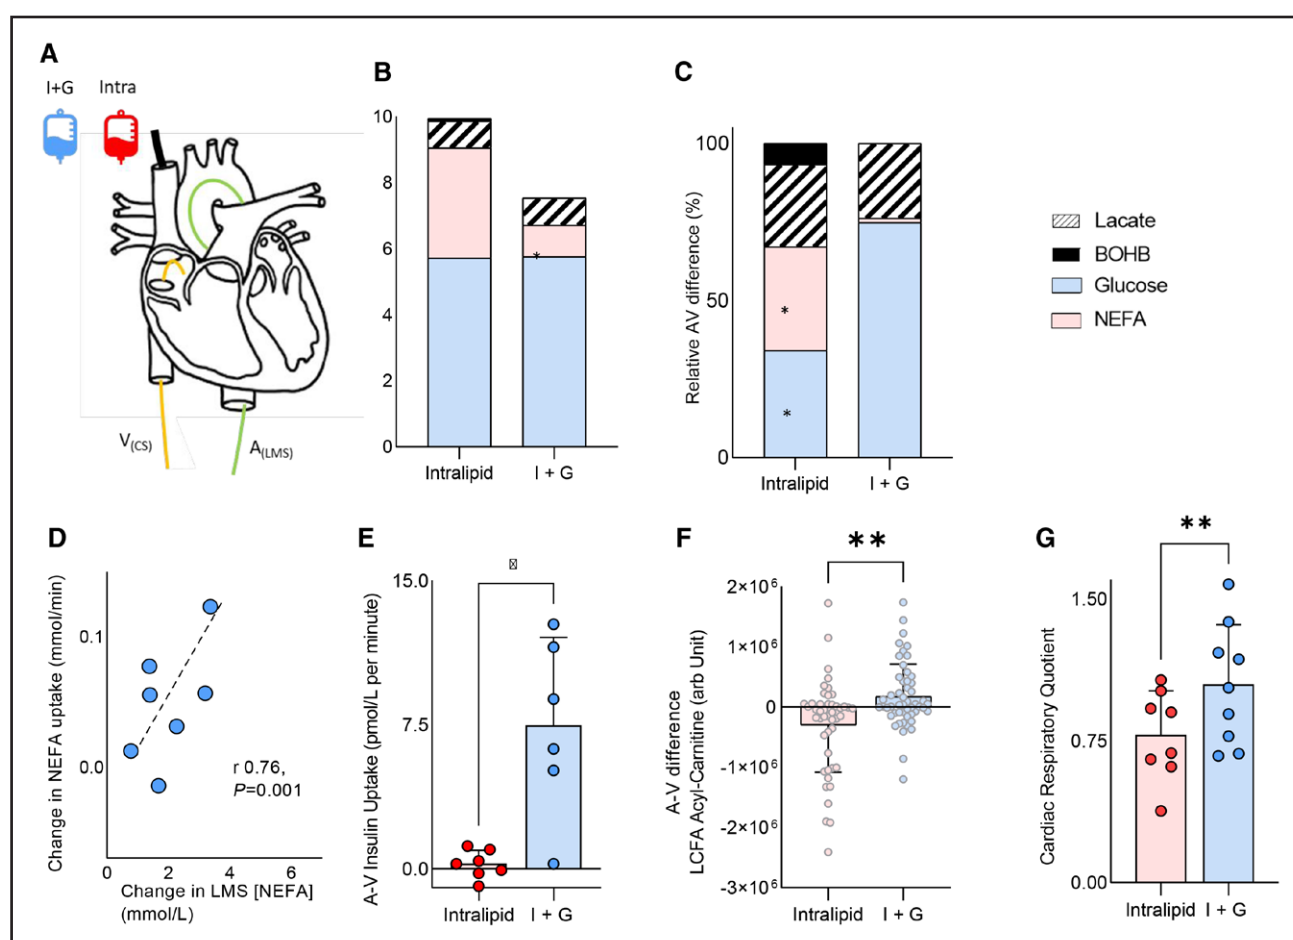 A
I+G
Intra
V(CS)
A(LMS)
B
10
8
6
4
2
0
*
Intralipid
I + G
C
Relative AV difference (%)
100
50
0
*
*
Intralipid
I + G
Lacate
BOHB
Glucose
NEFA
D
Change in NEFA uptake (mmol/min)
0.1
0.0
r 0.76,
P=0.001
0
2
4
6
Change in LMS [NEFA]
(mmol/L)
E
A-V Insulin Uptake (pmol/L per minute)
15.0
7.5
0.0
Intralipid
I + G
F
**
A-V difference
LCFA Acyl-Carnitine (arb Unit)
2×10⁶
1×10⁶
0
-1×10⁶
-2×10⁶
-3×10⁶
Intralipid
I + G
G
**
Cardiac Respiratory Quotient
1.50
0.75
0.00
Intralipid
I + G